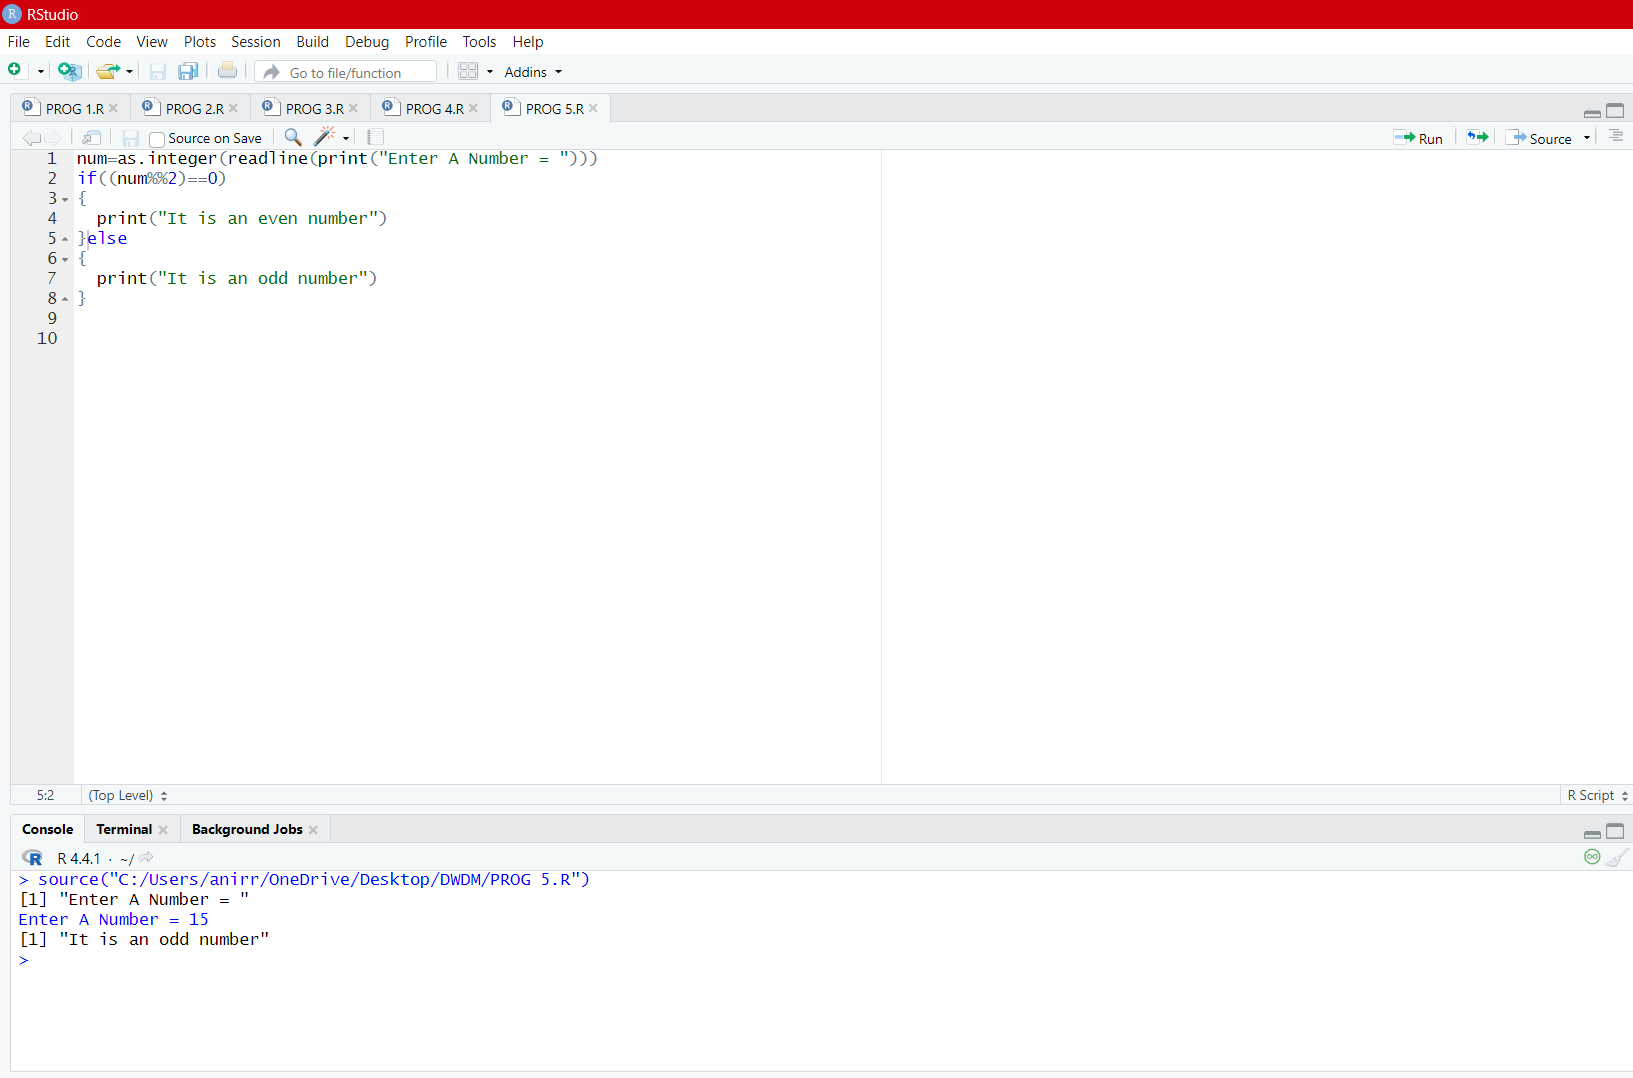 RStudio
File Edit Code View Plots Session Build Debug Profile Tools Help
Go to file/function Addins
PROG 1.R PROG 2.R PROG 3.R PROG 4.R PROG 5.R
Source on Save Run Source
1 num=as.integer(readline(print("Enter A Number = ")))
2 if((num%%2)==0)
3 {
4   print("It is an even number")
5 }else
6 {
7   print("It is an odd number")
8 }
9
10
5:2 (Top Level) R Script
Console Terminal Background Jobs
R 4.4.1 · ~/
> source("C:/Users/anirr/OneDrive/Desktop/DWDM/PROG 5.R")
[1] "Enter A Number = "
Enter A Number = 15
[1] "It is an odd number"
>